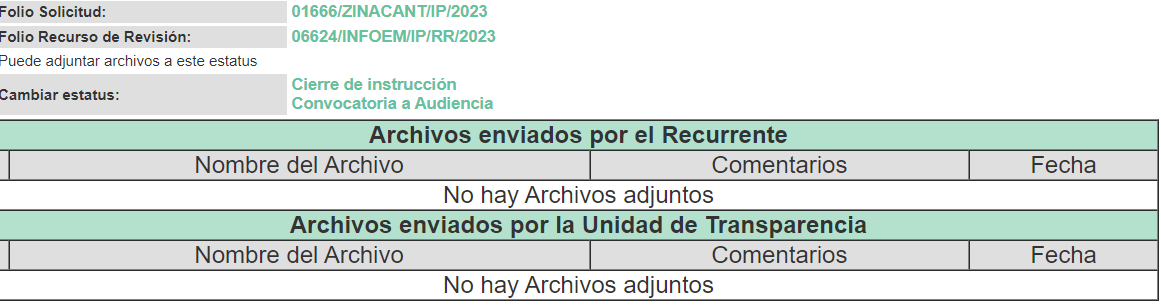 Folio Solicitud: 01666/ZINACANT/IP/2023
Folio Recurso de Revisión: 06624/INFOEM/IP/RR/2023
Puede adjuntar archivos a este estatus
Cambiar estatus: Cierre de instrucción
Convocatoria a Audiencia
Archivos enviados por el Recurrente
Nombre del Archivo Comentarios Fecha
No hay Archivos adjuntos
Archivos enviados por la Unidad de Transparencia
Nombre del Archivo Comentarios Fecha
No hay Archivos adjuntos